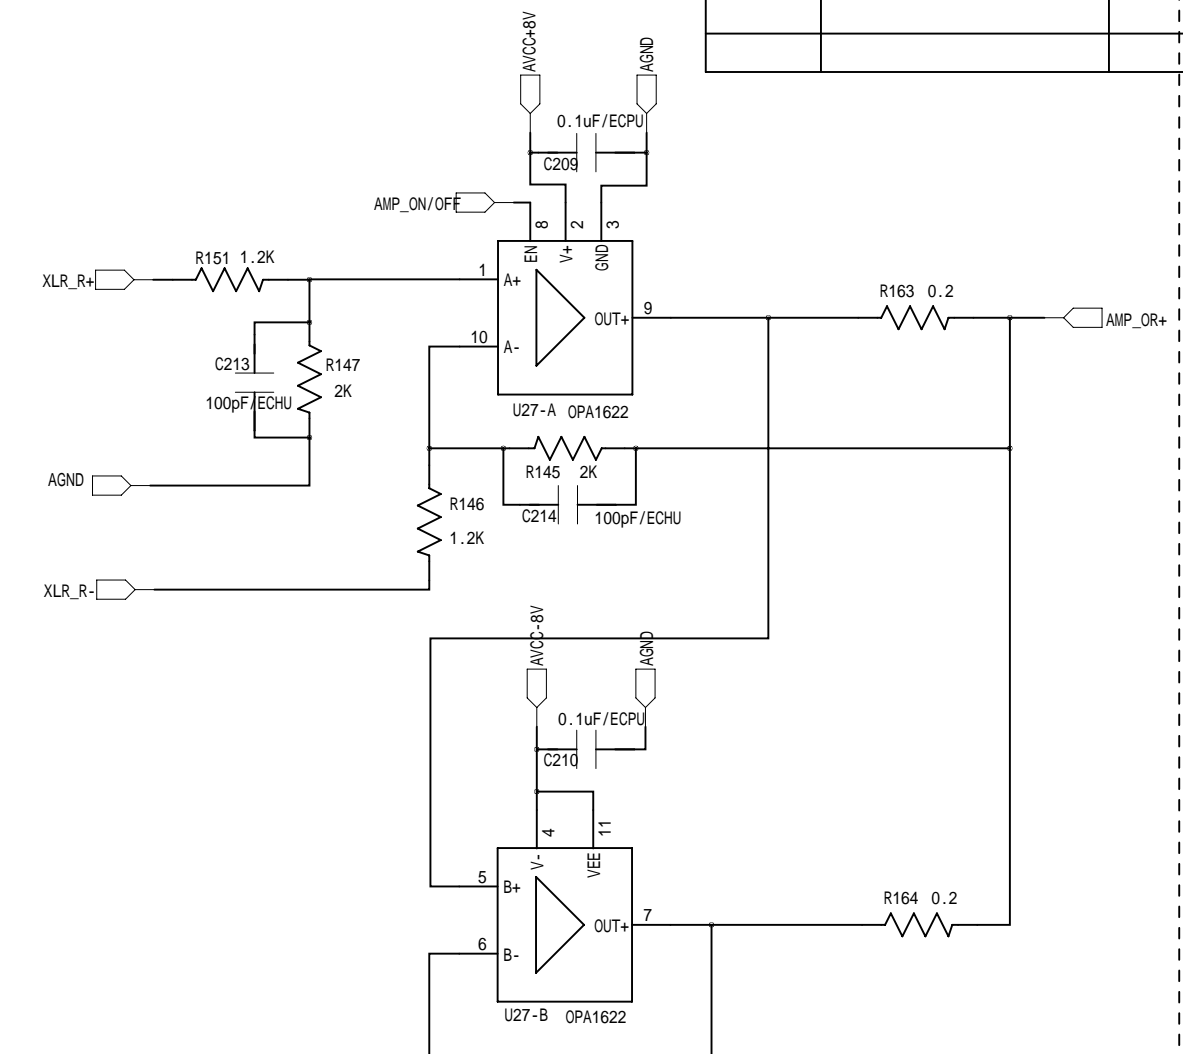 AVCC+8V
AGND
0.1uF/ECPU
C209
AMP_ON/OFF
8
2
3
EN
V+
GND
R151 1.2K
XLR_R+
1
A+
R163 0.2
OUT+
9
AMP_OR+
10
A-
C213
R147
2K
100pF/ECHU
U27-A OPA1622
AGND
R145 2K
R146
C214
100pF/ECHU
1.2K
XLR_R-
AVCC-8V
AGND
0.1uF/ECPU
C210
4
11
V-
VEE
5
B+
R164 0.2
OUT+
7
6
B-
U27-B OPA1622